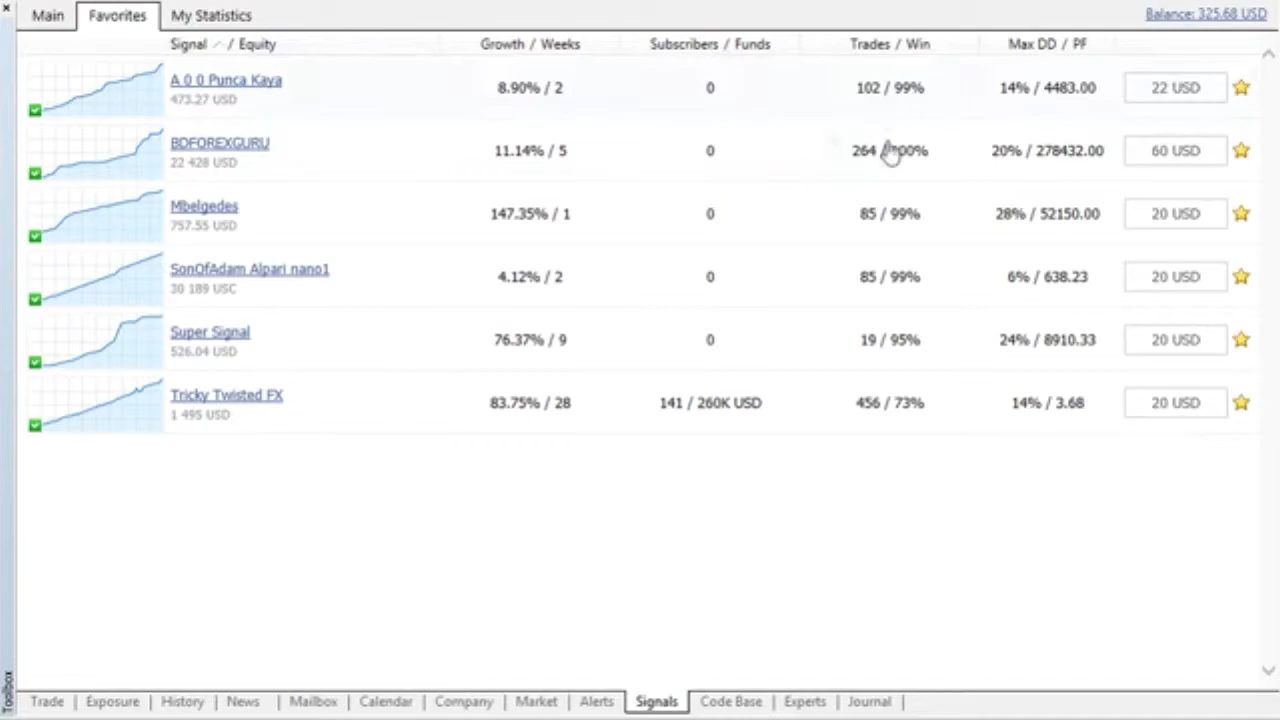 Main Favorites My Statistics Balance: 325.68 USD
Signal / Equity Growth / Weeks Subscribers / Funds Trades / Win Max DD / PF
A 0 0 Punca Kaya 8.90% / 2 0 102 / 99% 14% / 4483.00 22 USD
473.27 USD
BDFOREXGURU 11.14% / 5 0 264 / 00% 20% / 278432.00 60 USD
22 428 USD
Mbelgedes 147.35% / 1 0 85 / 99% 28% / 52150.00 20 USD
757.55 USD
SonOfAdam Alpari nano1 4.12% / 2 0 85 / 99% 6% / 638.23 20 USD
30 189 USC
Super Signal 76.37% / 9 0 19 / 95% 24% / 8910.33 20 USD
526.04 USD
Tricky Twisted FX 83.75% / 28 141 / 260K USD 456 / 73% 14% / 3.68 20 USD
1 495 USD
Toolbox
Trade | Exposure | History | News | Mailbox | Calendar | Company | Market | Alerts | Signals | Code Base | Experts | Journal |